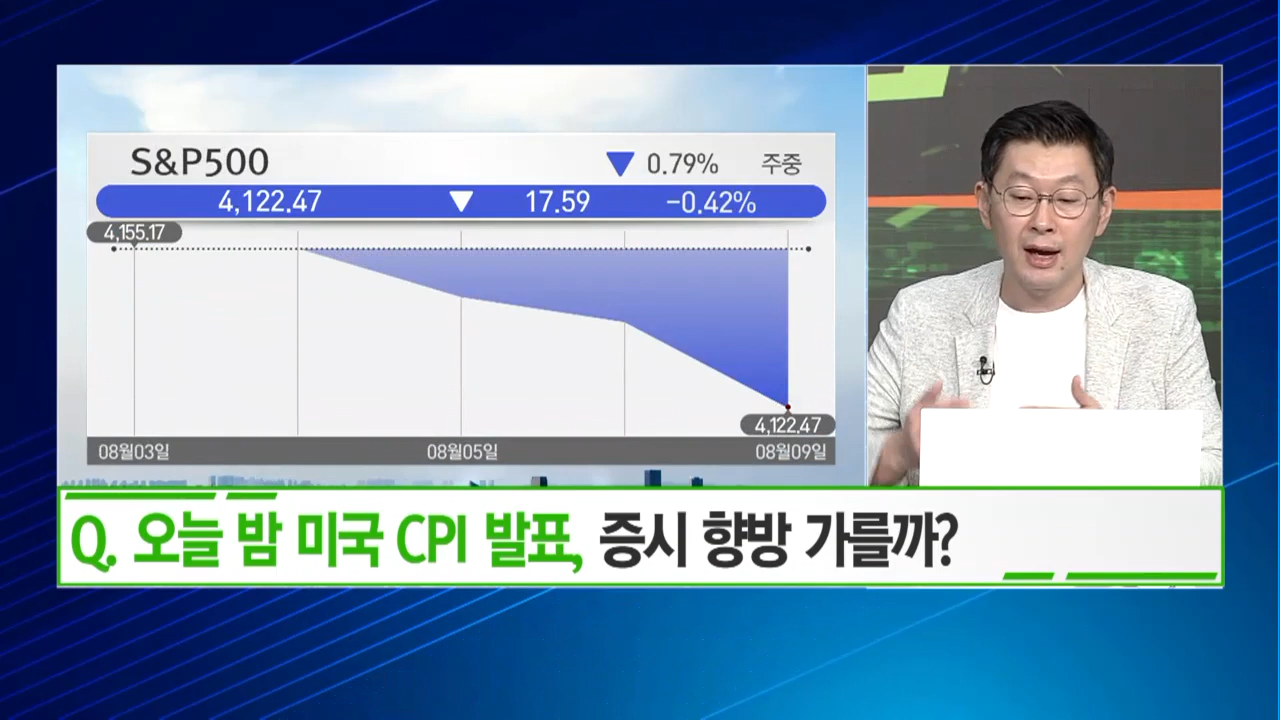 S&P500
▼ 0.79% 주중
4,122.47 ▼ 17.59 -0.42%
4,155.17
4,122.47
08월03일 08월05일 08월09일
Q. 오늘 밤 미국 CPI 발표, 증시 향방 가를까?